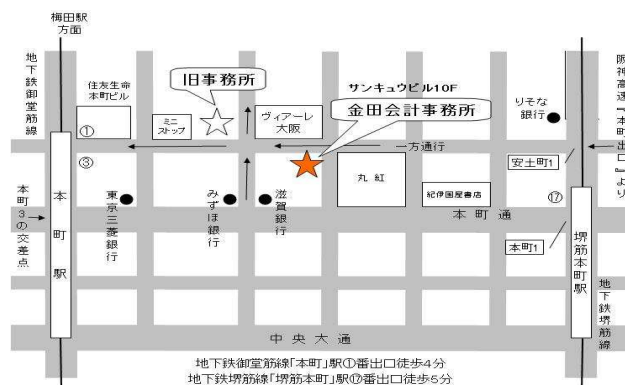 梅田駅
方面
地下鉄御堂筋線
住友生命
本町ビル
①
ミニ
ストップ
旧事務所
ヴィアーレ
大阪
サンキュウビル10F
金田会計事務所
りそな
銀行
阪神高速『本町出口』より
一方通行
安土町1
③
丸紅
紀伊国屋書店
⑰
本町3の交差点
本町駅
東京三菱銀行
みずほ銀行
滋賀銀行
本町通
本町1
堺筋本町駅
地下鉄堺筋線
中央大通
地下鉄御堂筋線「本町」駅①番出口徒歩4分
地下鉄堺筋線「堺筋本町」駅⑰番出口徒歩5分